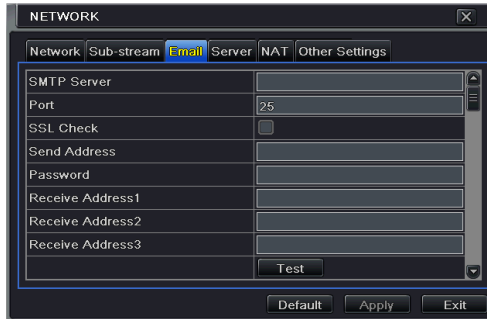 NETWORK
Network Sub-stream Email Server NAT Other Settings
SMTP Server
Port 25
SSL Check
Send Address
Password
Receive Address1
Receive Address2
Receive Address3
Test
Default Apply Exit